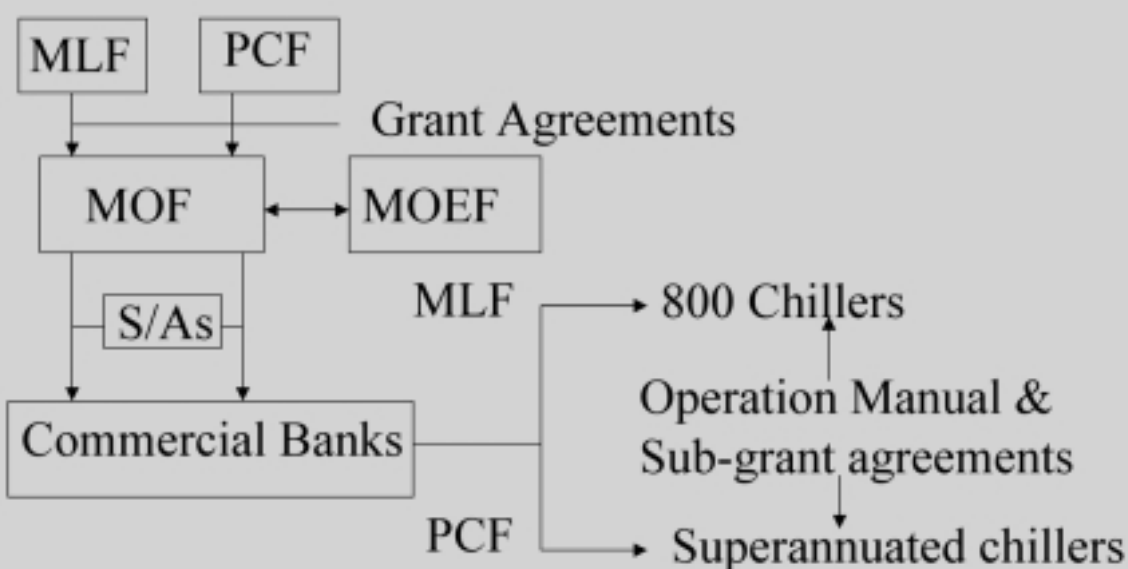 MLF
PCF
Grant Agreements
MOF
MOEF
MLF
800 Chillers
S/As
Operation Manual &
Commercial Banks
Sub-grant agreements
PCF
Superannuated chillers